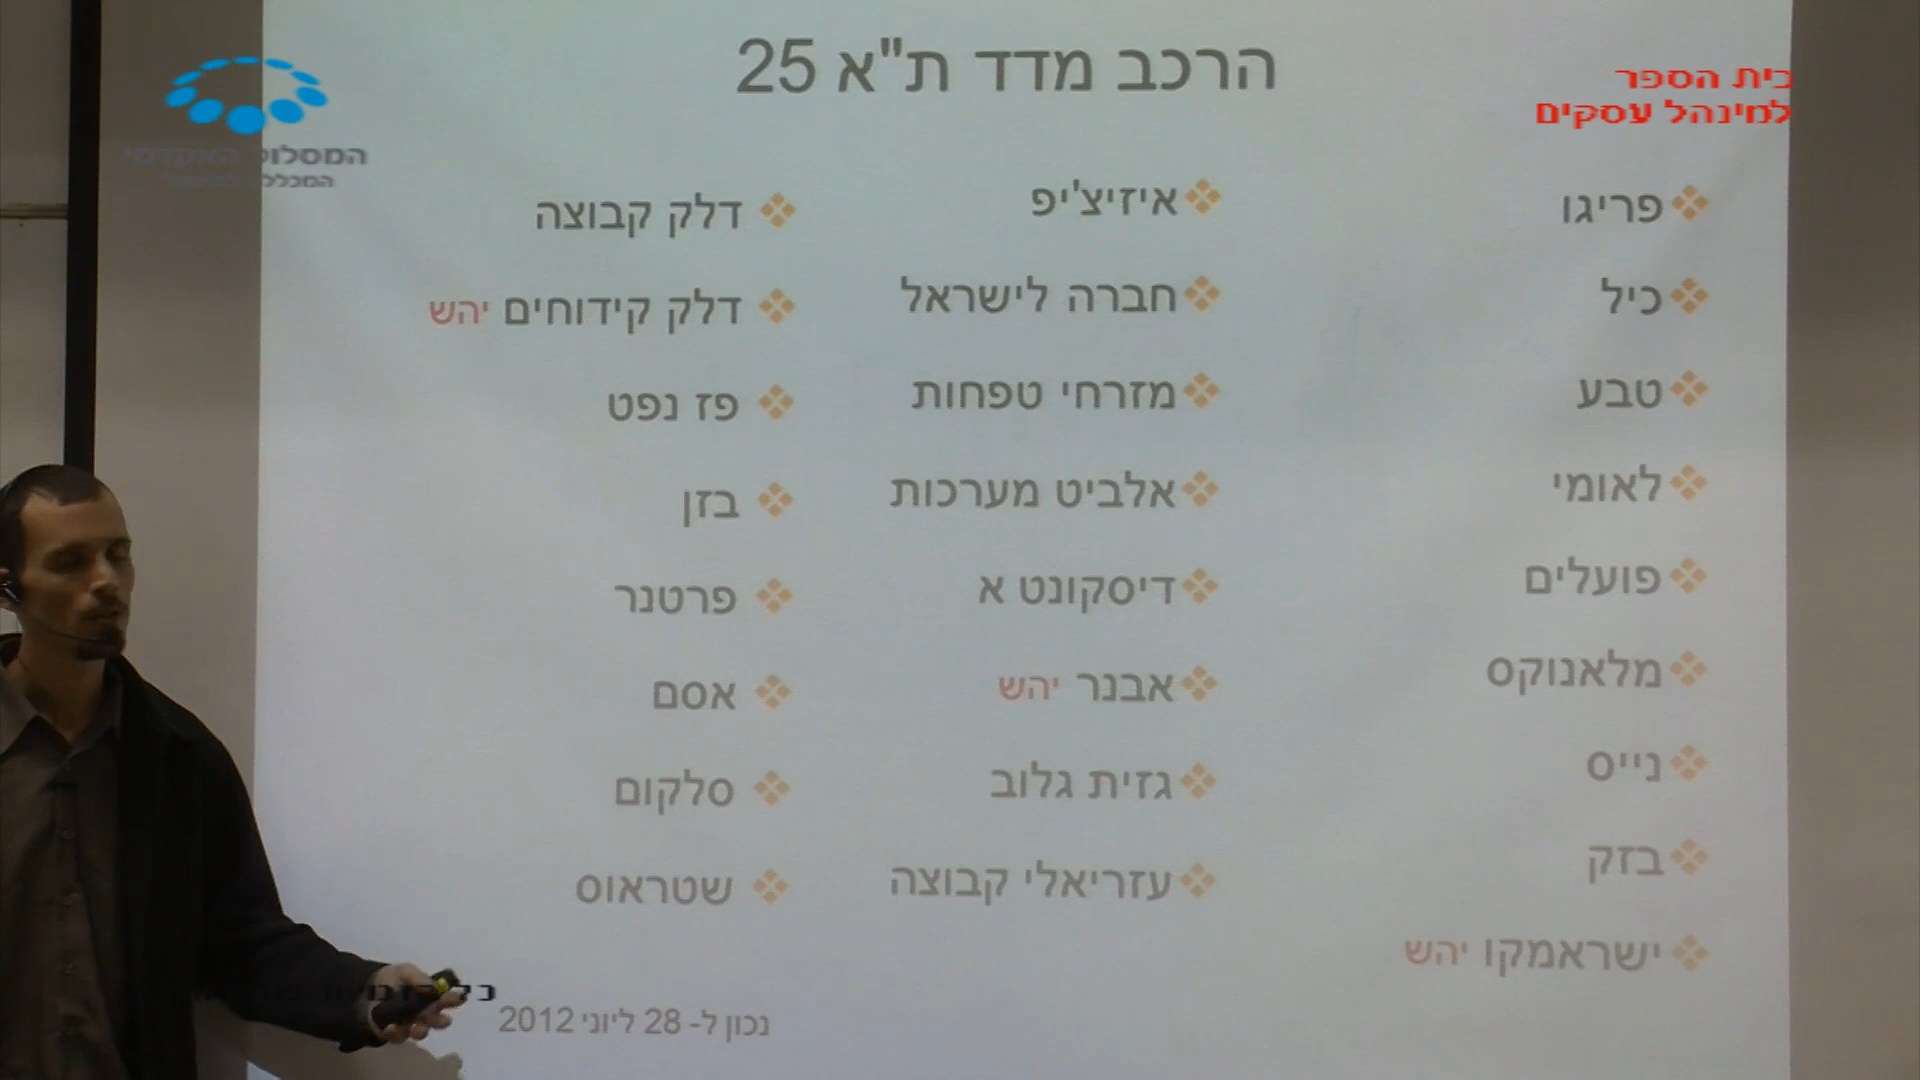 הרכב מדד ת"א 25
בית הספר
למינהל עסקים
המסלול האקדמי
פריגו
כיל
טבע
לאומי
פועלים
מלאנוקס
נייס
בזק
ישראמקו יהש
איזיצ'יפ
חברה לישראל
מזרחי טפחות
אלביט מערכות
דיסקונט א
אבנר יהש
גזית גלוב
עזריאלי קבוצה
דלק קבוצה
דלק קידוחים יהש
פז נפט
בזן
פרטנר
אסם
סלקום
שטראוס
כל
נכון ל- 28 ליוני 2012